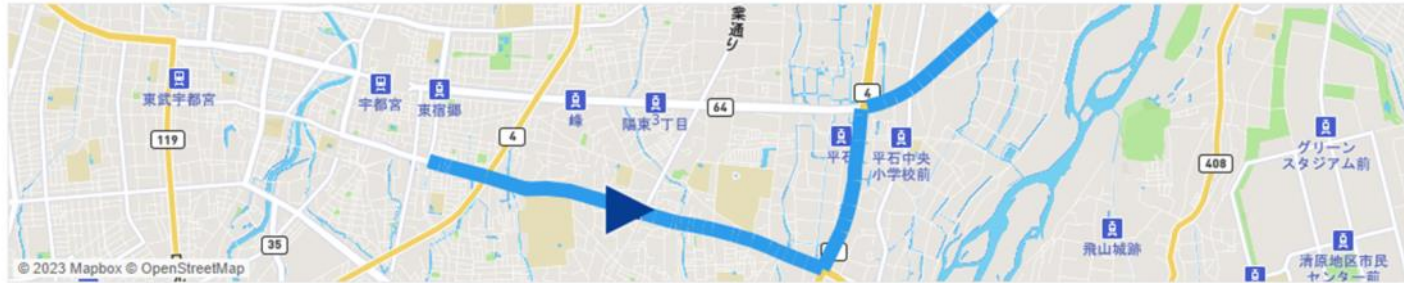 業通り
東武宇都宮
宇都宮
東宿郷
峰
陽東3丁目
64
4
4
119
平石
平石中央
小学校前
グリーン
スタジアム前
408
35
飛山城跡
清原地区市民
センター前
© 2023 Mapbox © OpenStreetMap